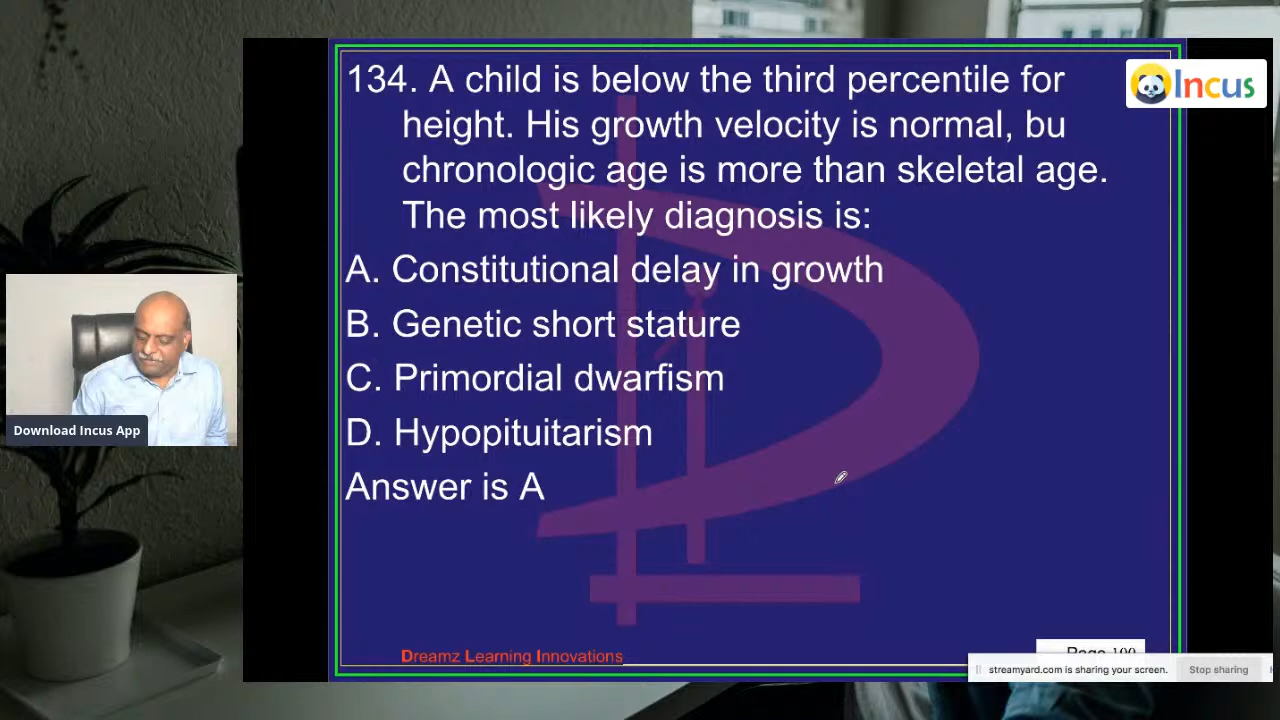 134. A child is below the third percentile for
height. His growth velocity is normal, bu
chronologic age is more than skeletal age.
The most likely diagnosis is:
A. Constitutional delay in growth
B. Genetic short stature
C. Primordial dwarfism
D. Hypopituitarism
Answer is A
Incus
Download Incus App
Dreamz Learning Innovations
Page 100
streamyard.com is sharing your screen.
Stop sharing